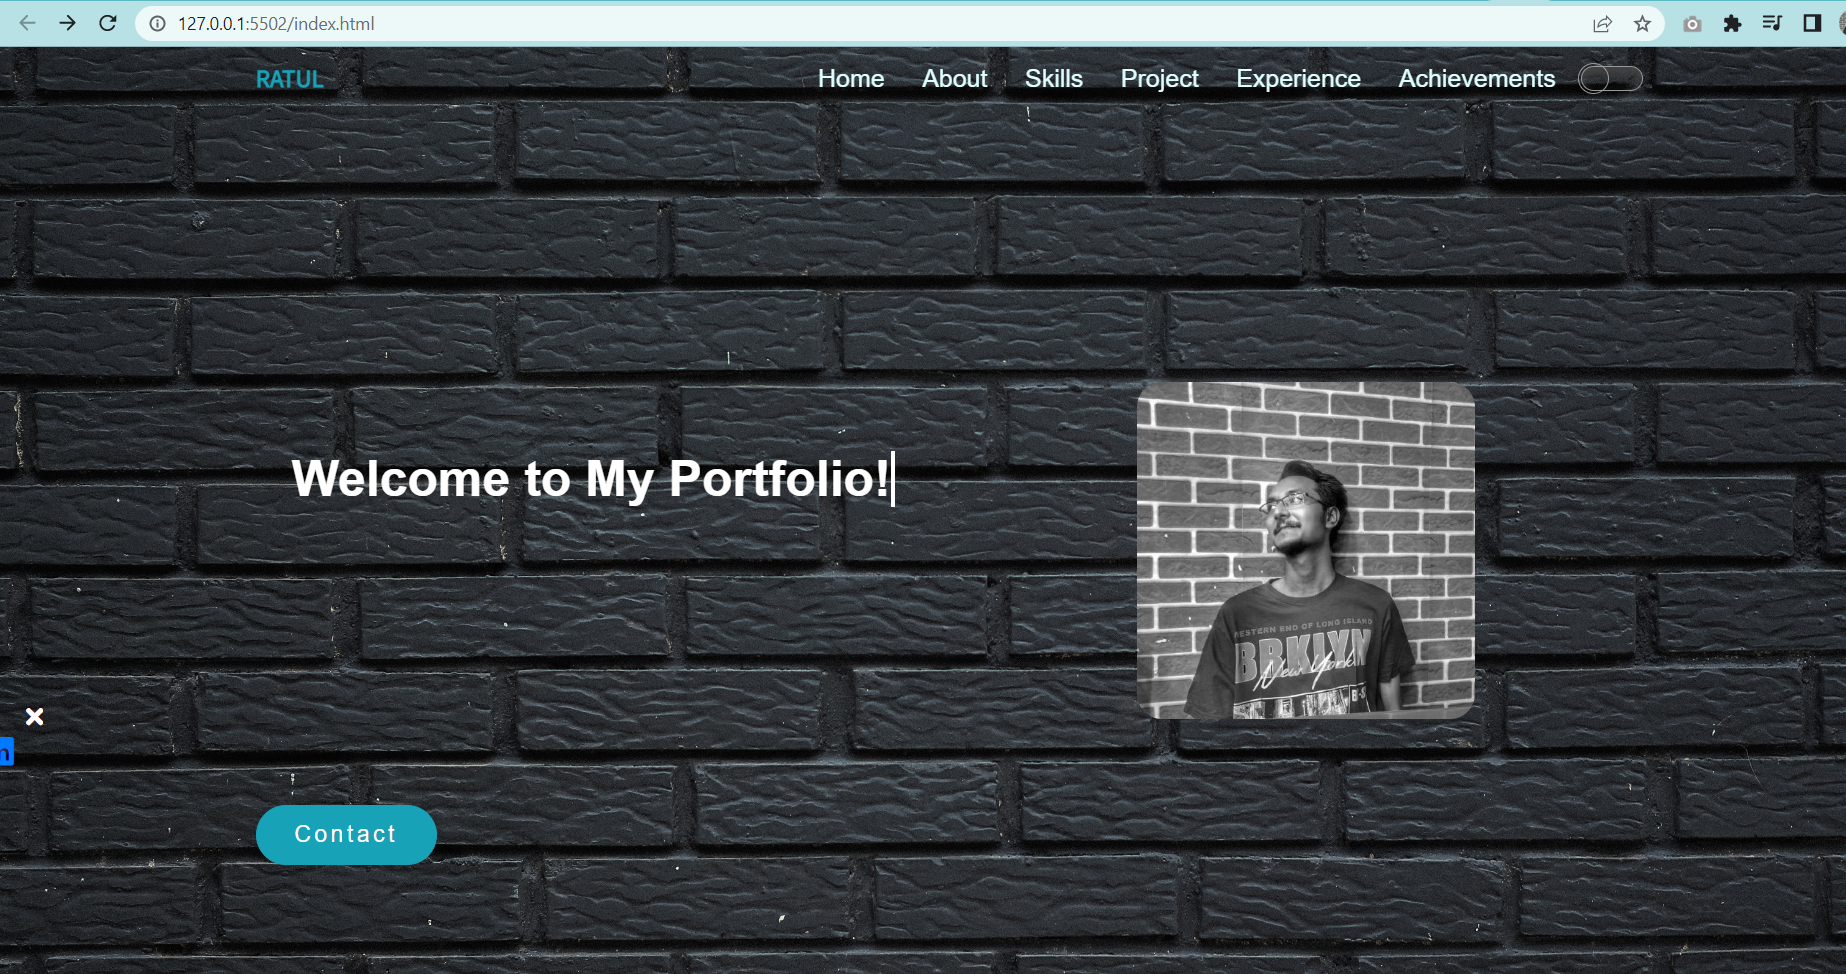 127.0.0.1:5502/index.html
RATUL
Home About Skills Project Experience Achievements
Welcome to My Portfolio!
WESTERN END OF LONG ISLAND
BRKLYN
New York
n
Contact